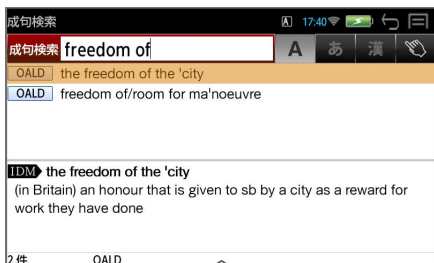 成句検索 A 17:40
成句検索 freedom of A あ 漢
OALD the freedom of the 'city
OALD freedom of/room for ma'noeuvre
IDM the freedom of the 'city
(in Britain) an honour that is given to sb by a city as a reward for
work they have done
2件 OALD